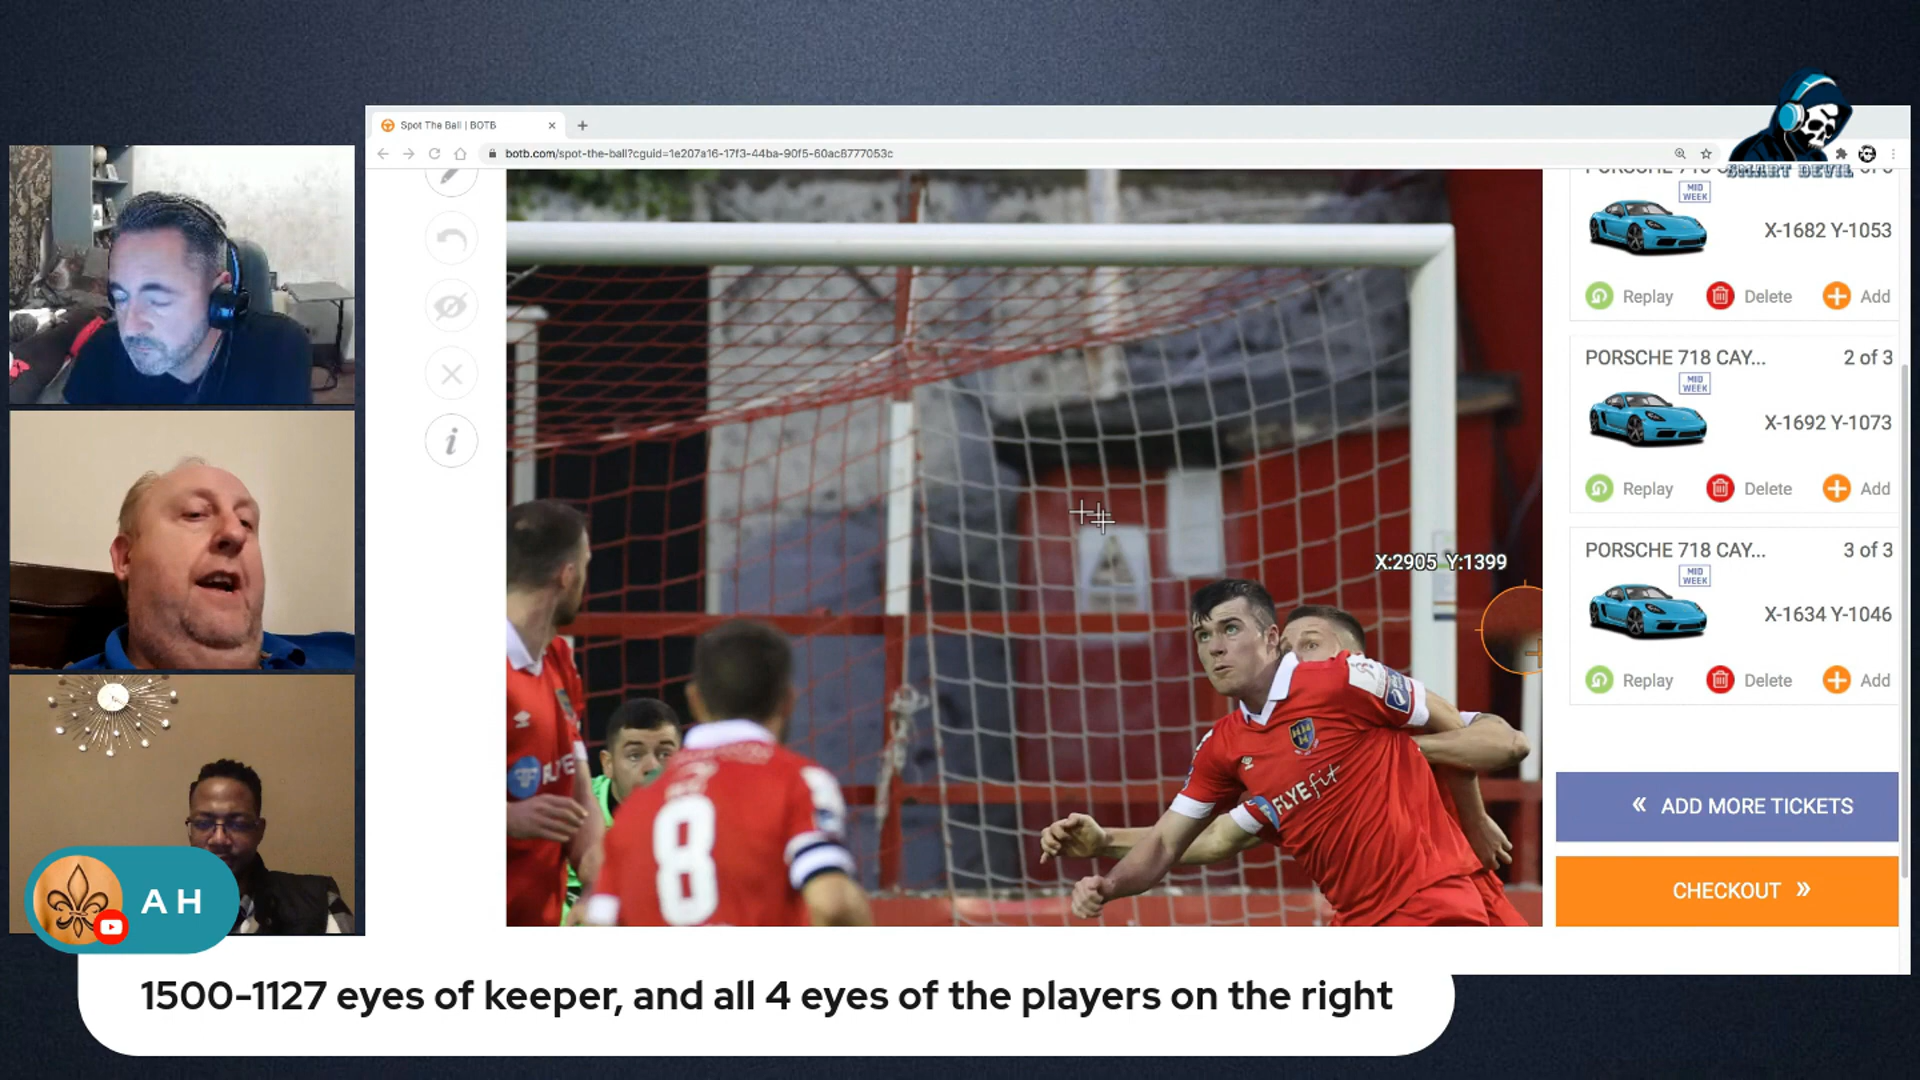 Spot The Ball | BOTB
botb.com/spot-the-ball?cguid=1e207a16-17f3-44ba-90f5-60ac8777053c
SMART DEVIL
MID WEEK
X-1682 Y-1053
Replay Delete Add
PORSCHE 718 CAY... 2 of 3
MID WEEK
X-1692 Y-1073
Replay Delete Add
PORSCHE 718 CAY... 3 of 3
MID WEEK
X-1634 Y-1046
Replay Delete Add
« ADD MORE TICKETS
CHECKOUT »
X:2905 Y:1399
FLYEfit
8
A H
1500-1127 eyes of keeper, and all 4 eyes of the players on the right